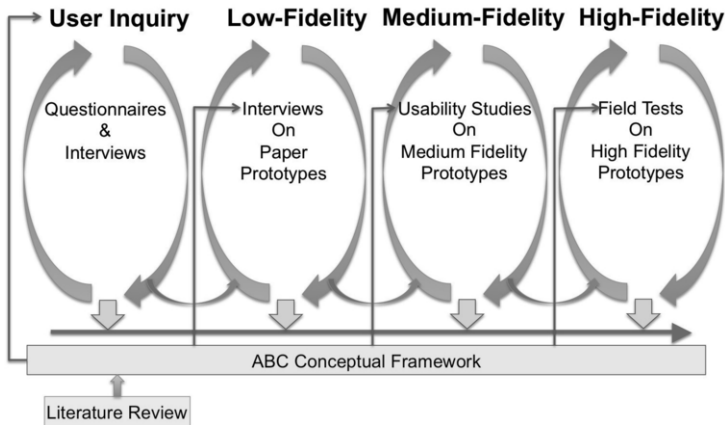 User Inquiry
Low-Fidelity
Medium-Fidelity
High-Fidelity
Questionnaires
&
Interviews
Interviews
On
Paper
Prototypes
Usability Studies
On
Medium Fidelity
Prototypes
Field Tests
On
High Fidelity
Prototypes
ABC Conceptual Framework
Literature Review